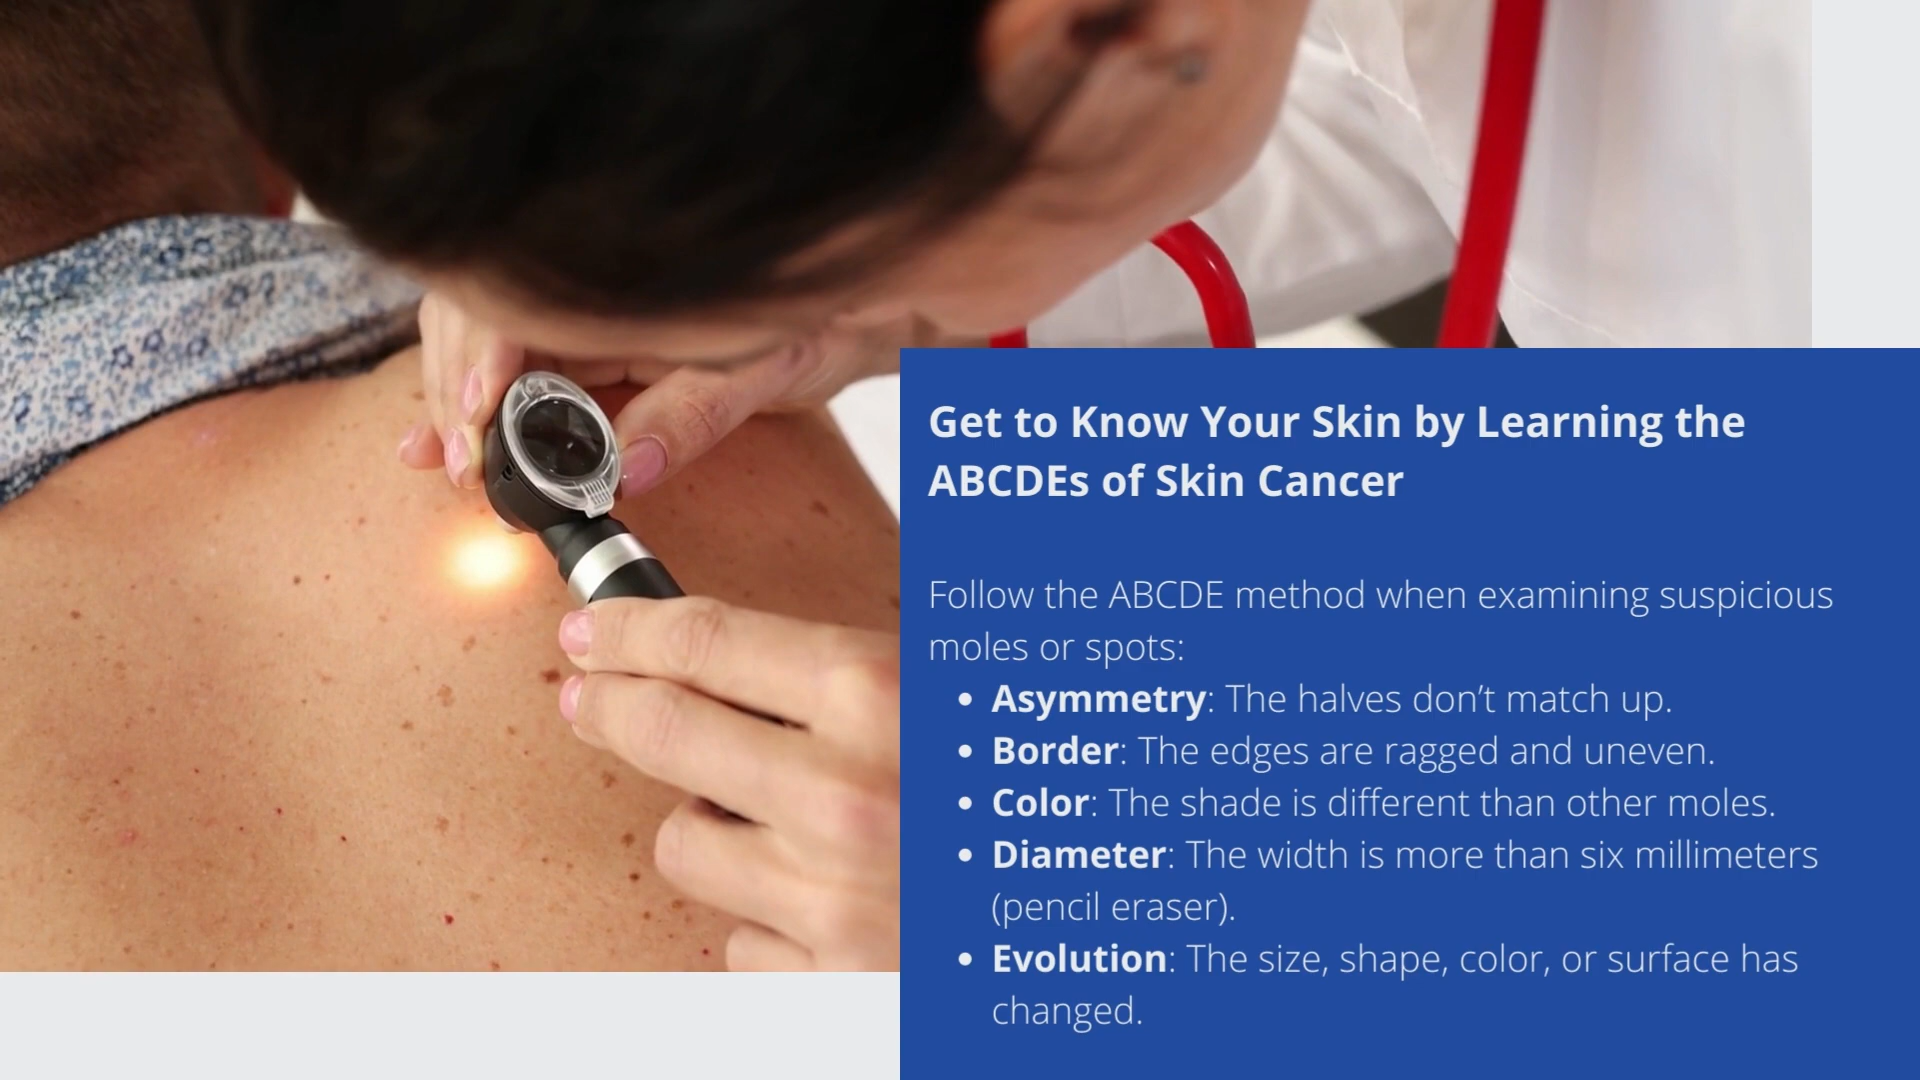 Get to Know Your Skin by Learning the
ABCDEs of Skin Cancer
Follow the ABCDE method when examining suspicious
moles or spots:
• Asymmetry: The halves don’t match up.
• Border: The edges are ragged and uneven.
• Color: The shade is different than other moles.
• Diameter: The width is more than six millimeters
(pencil eraser).
• Evolution: The size, shape, color, or surface has
changed.